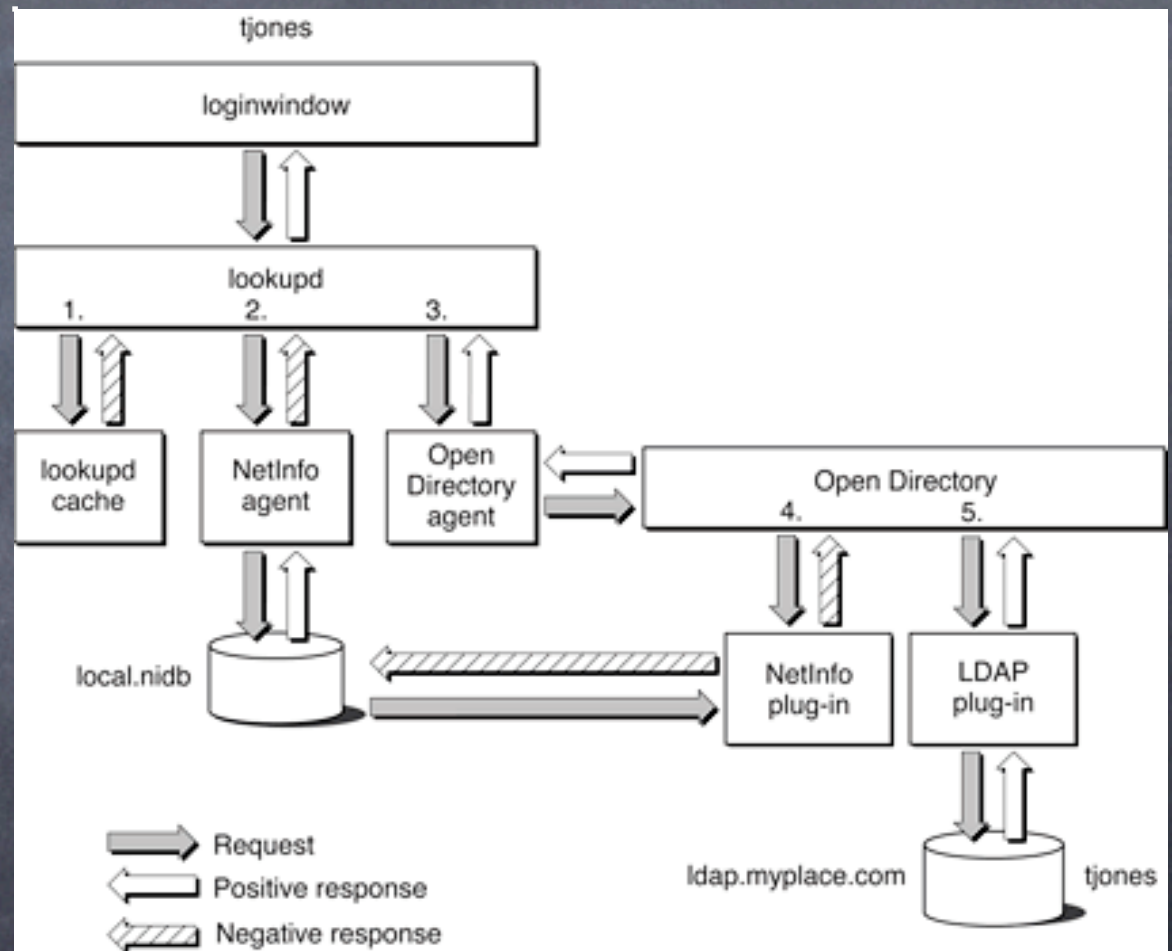 tjones
loginwindow
lookupd
1. 2. 3.
lookupd
cache
NetInfo
agent
Open
Directory
agent
Open Directory
4. 5.
local.nidb
NetInfo
plug-in
LDAP
plug-in
ldap.myplace.com
tjones
Request
Positive response
Negative response